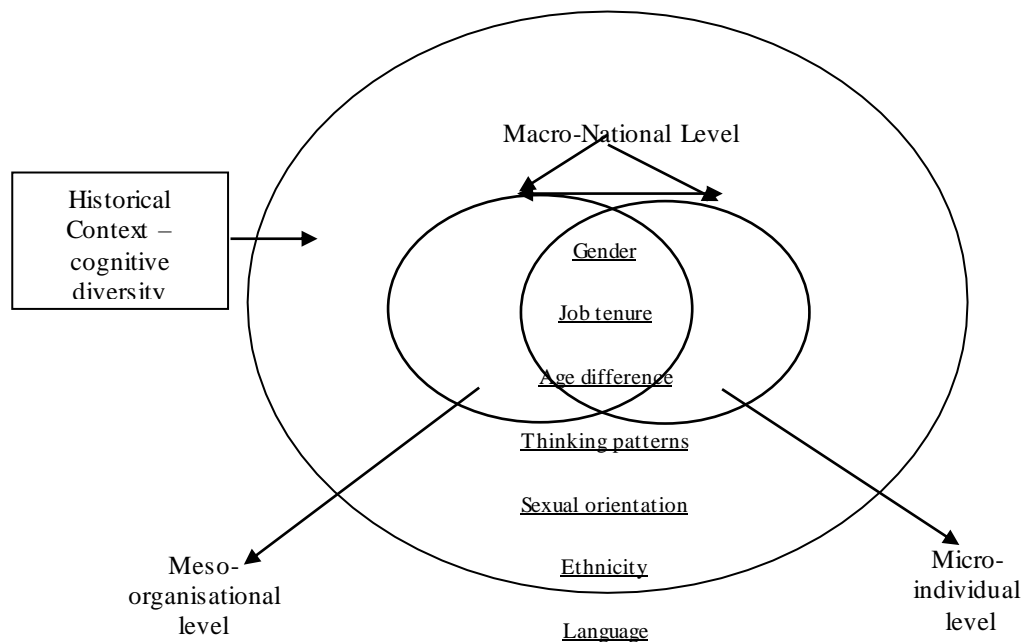 Macro-National Level
Historical
Context –
cognitive
diversity
Gender
Job tenure
Age difference
Thinking patterns
Sexual orientation
Ethnicity
Language
Meso-
organisational
level
Micro-
individual
level